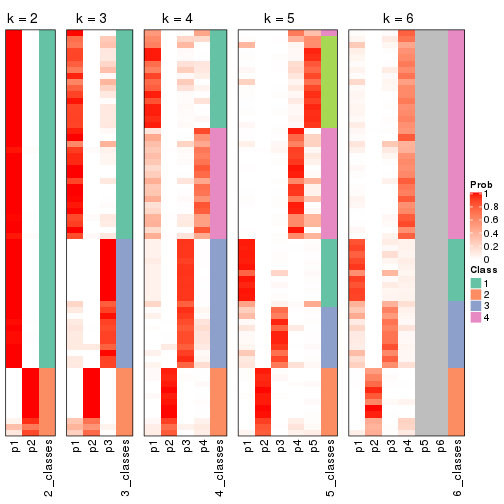 k = 2
k = 3
k = 4
k = 5
k = 6
Prob
1
0.8
0.6
0.4
0.2
0
Class
1
2
3
4
p1
p2
2_classes
p1
p2
p3
3_classes
p1
p2
p3
p4
4_classes
p1
p2
p3
p4
p5
5_classes
p1
p2
p3
p4
p5
p6
6_classes